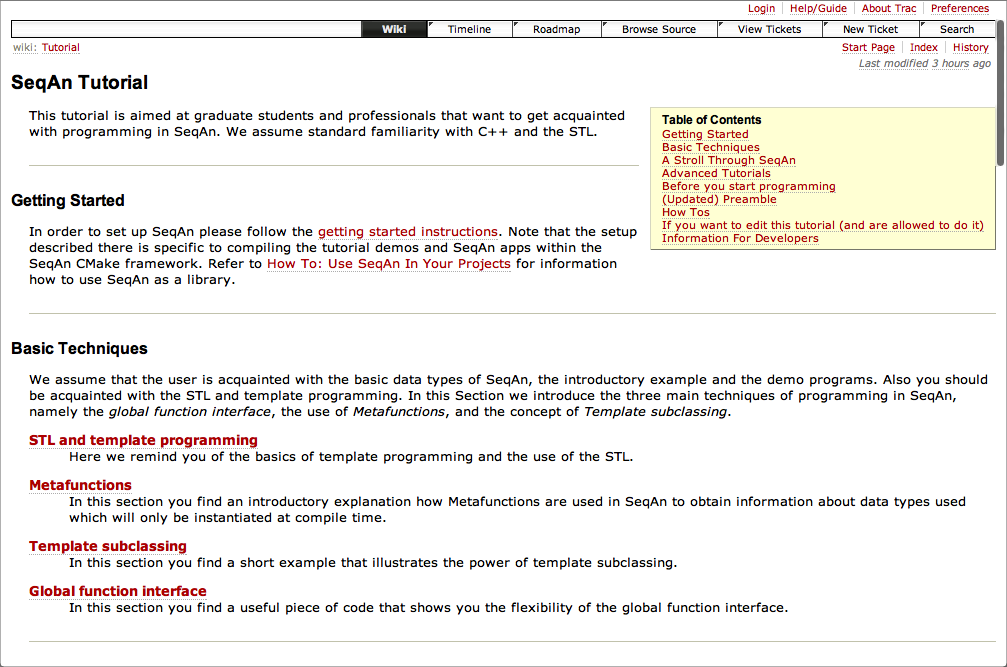 Login Help/Guide About Trac Preferences
Wiki Timeline Roadmap Browse Source View Tickets New Ticket Search
wiki: Tutorial Start Page Index History
Last modified 3 hours ago
SeqAn Tutorial
This tutorial is aimed at graduate students and professionals that want to get acquainted
with programming in SeqAn. We assume standard familiarity with C++ and the STL.
Table of Contents
Getting Started
Basic Techniques
A Stroll Through SeqAn
Advanced Tutorials
Before you start programming
(Updated) Preamble
How Tos
If you want to edit this tutorial (and are allowed to do it)
Information For Developers
Getting Started
In order to set up SeqAn please follow the getting started instructions. Note that the setup
described there is specific to compiling the tutorial demos and SeqAn apps within the
SeqAn CMake framework. Refer to How To: Use SeqAn In Your Projects for information
how to use SeqAn as a library.
Basic Techniques
We assume that the user is acquainted with the basic data types of SeqAn, the introductory example and the demo programs. Also you should
be acquainted with the STL and template programming. In this Section we introduce the three main techniques of programming in SeqAn,
namely the global function interface, the use of Metafunctions, and the concept of Template subclassing.
STL and template programming
Here we remind you of the basics of template programming and the use of the STL.
Metafunctions
In this section you find an introductory explanation how Metafunctions are used in SeqAn to obtain information about data types used
which will only be instantiated at compile time.
Template subclassing
In this section you find a short example that illustrates the power of template subclassing.
Global function interface
In this section you find a useful piece of code that shows you the flexibility of the global function interface.